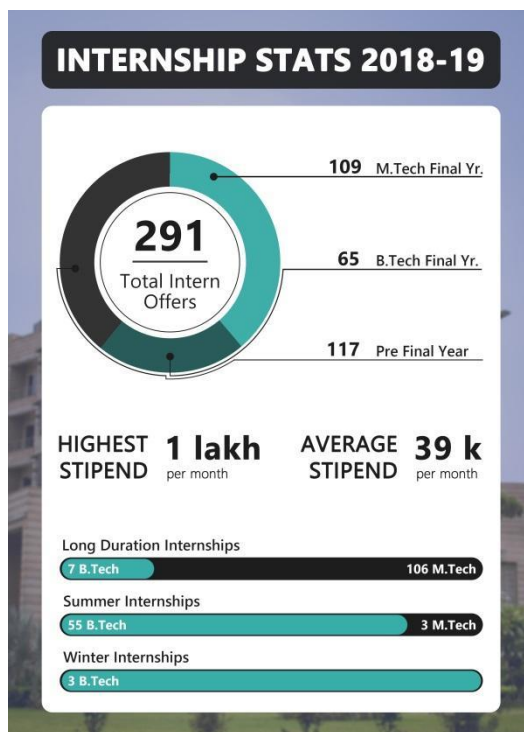 INTERNSHIP STATS 2018-19
109 M.Tech Final Yr.
291
Total Intern
Offers
65 B.Tech Final Yr.
117 Pre Final Year
HIGHEST
STIPEND
1 lakh
per month
AVERAGE
STIPEND
39 k
per month
Long Duration Internships
7 B.Tech 106 M.Tech
Summer Internships
55 B.Tech 3 M.Tech
Winter Internships
3 B.Tech